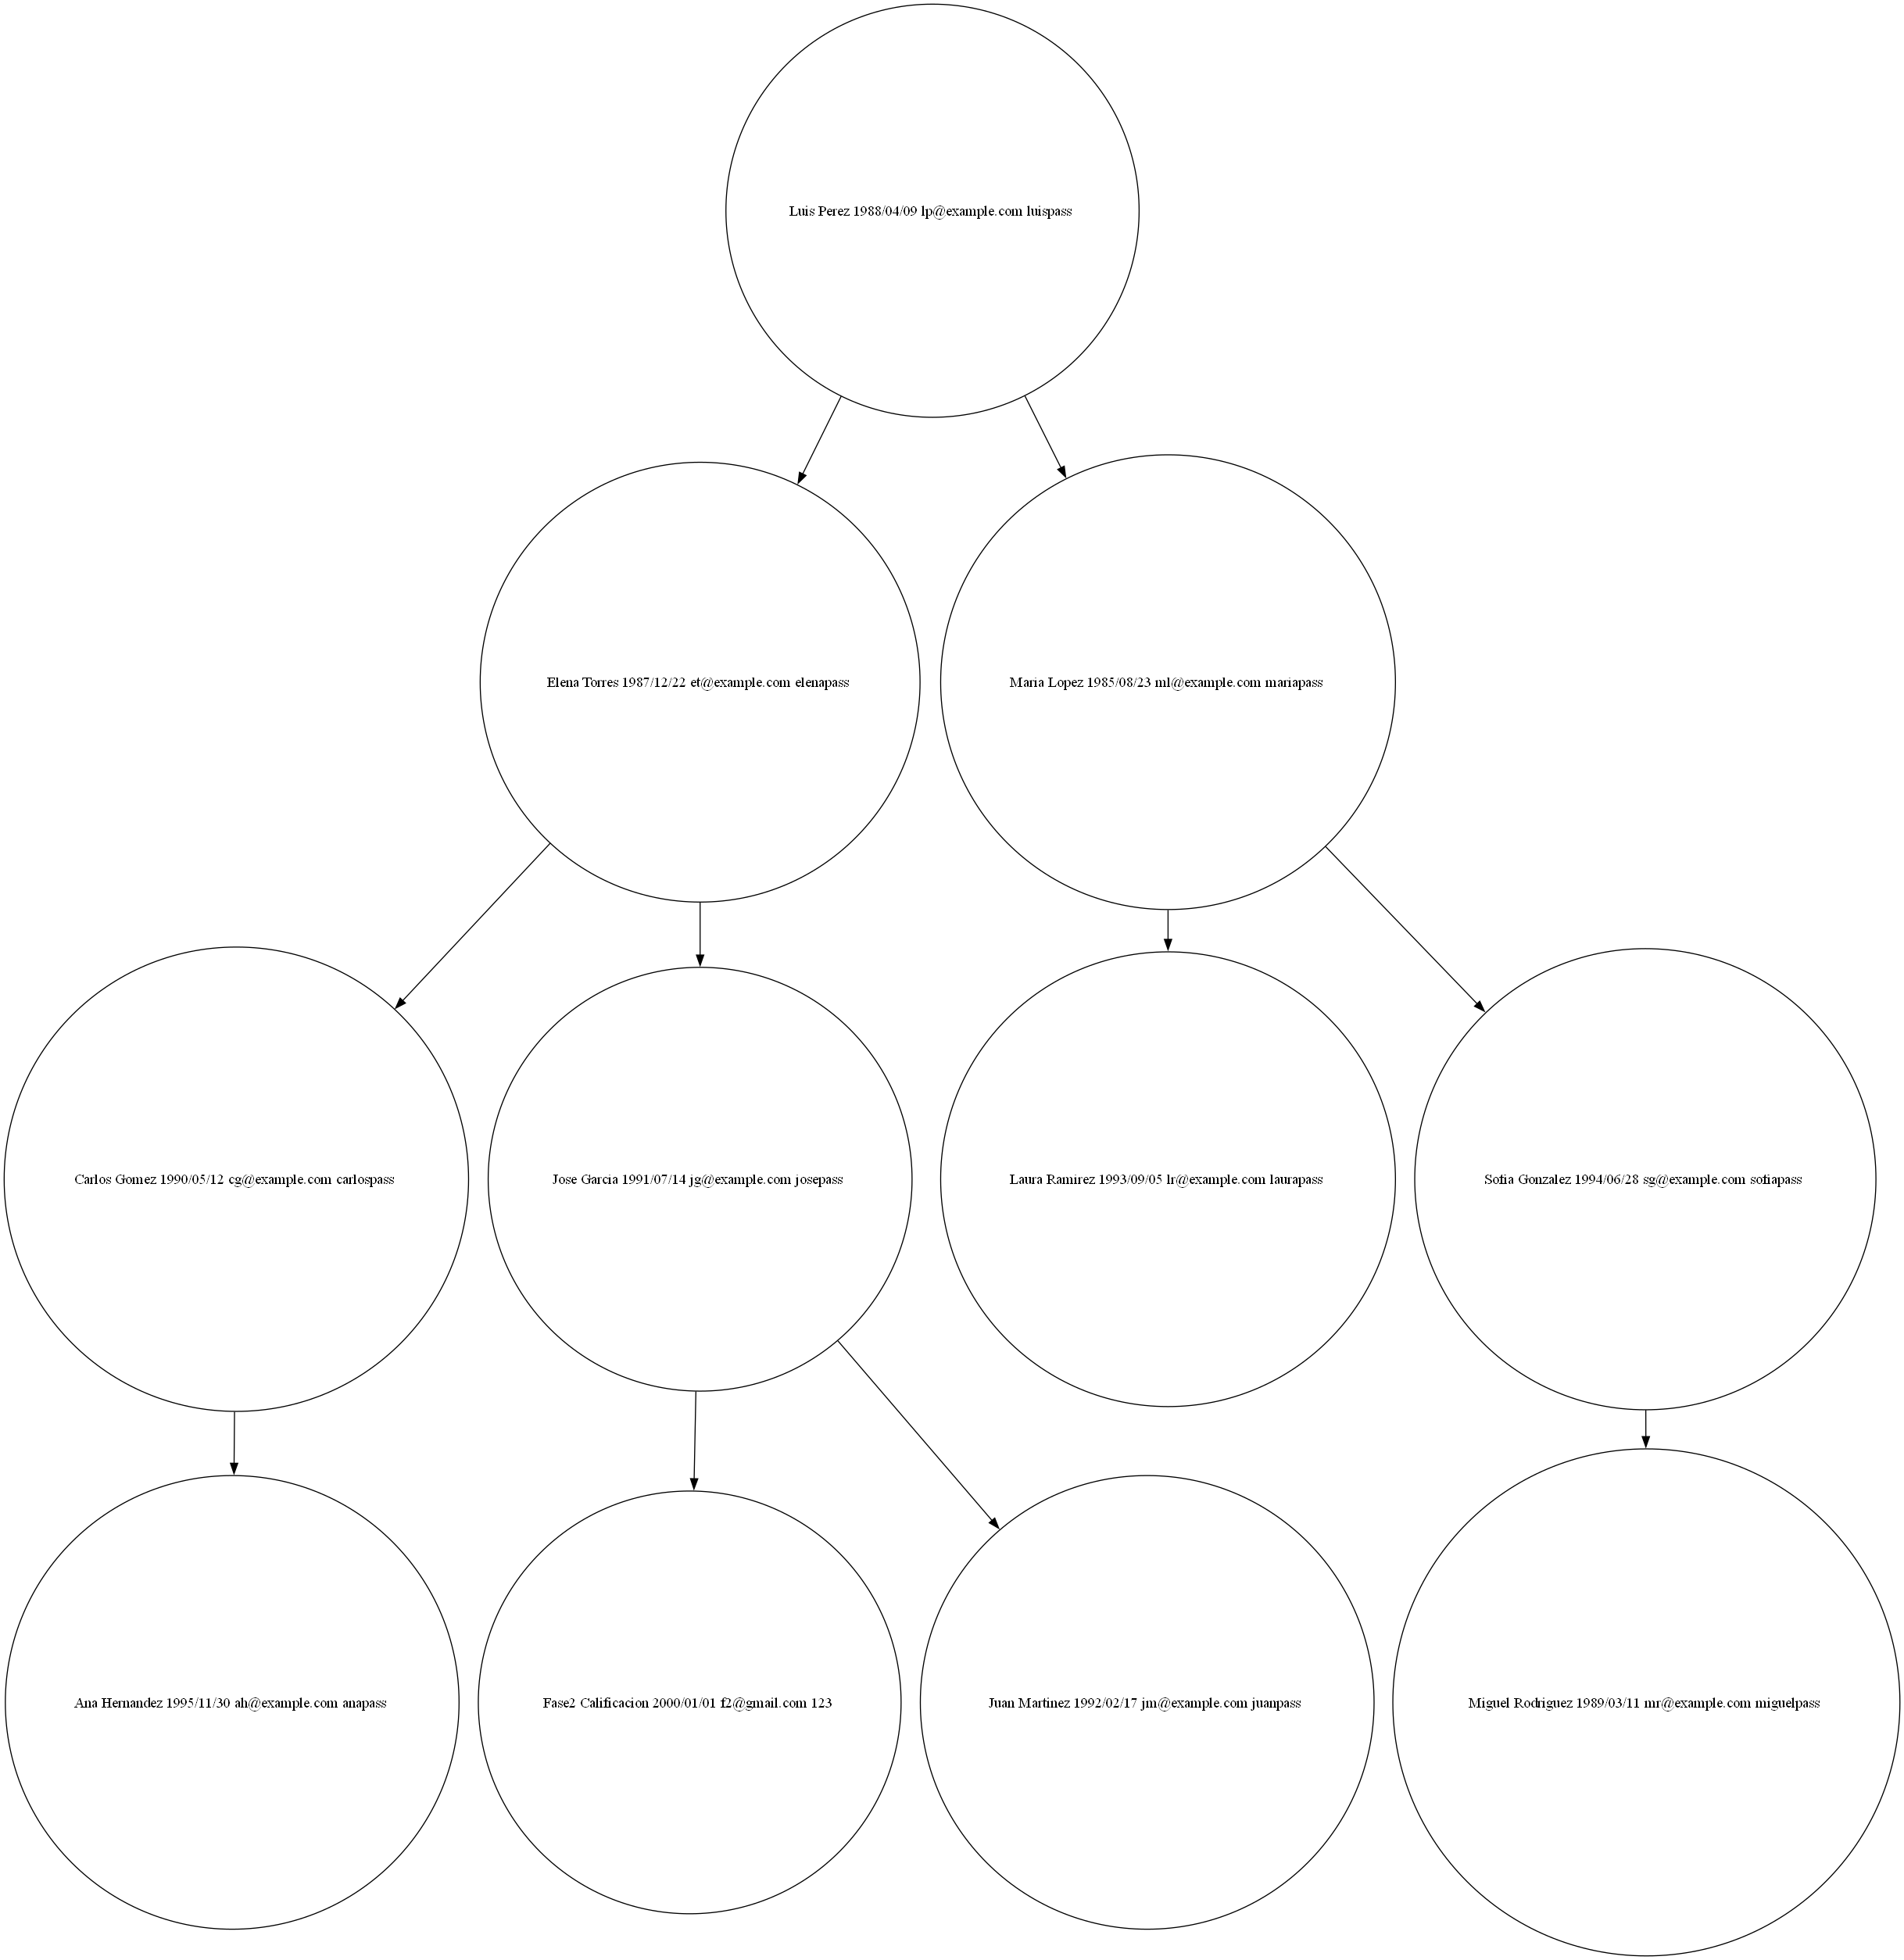 Luis Perez 1988/04/09 lp@example.com luispass
Elena Torres 1987/12/22 et@example.com elenapass
Maria Lopez 1985/08/23 ml@example.com mariapass
Carlos Gomez 1990/05/12 cg@example.com carlospass
Jose Garcia 1991/07/14 jg@example.com josepass
Laura Ramirez 1993/09/05 lr@example.com laurapass
Sofia Gonzalez 1994/06/28 sg@example.com sofiapass
Ana Hernandez 1995/11/30 ah@example.com anapass
Fase2 Calificacion 2000/01/01 f2@gmail.com 123
Juan Martinez 1992/02/17 jm@example.com juanpass
Miguel Rodriguez 1989/03/11 mr@example.com miguelpass